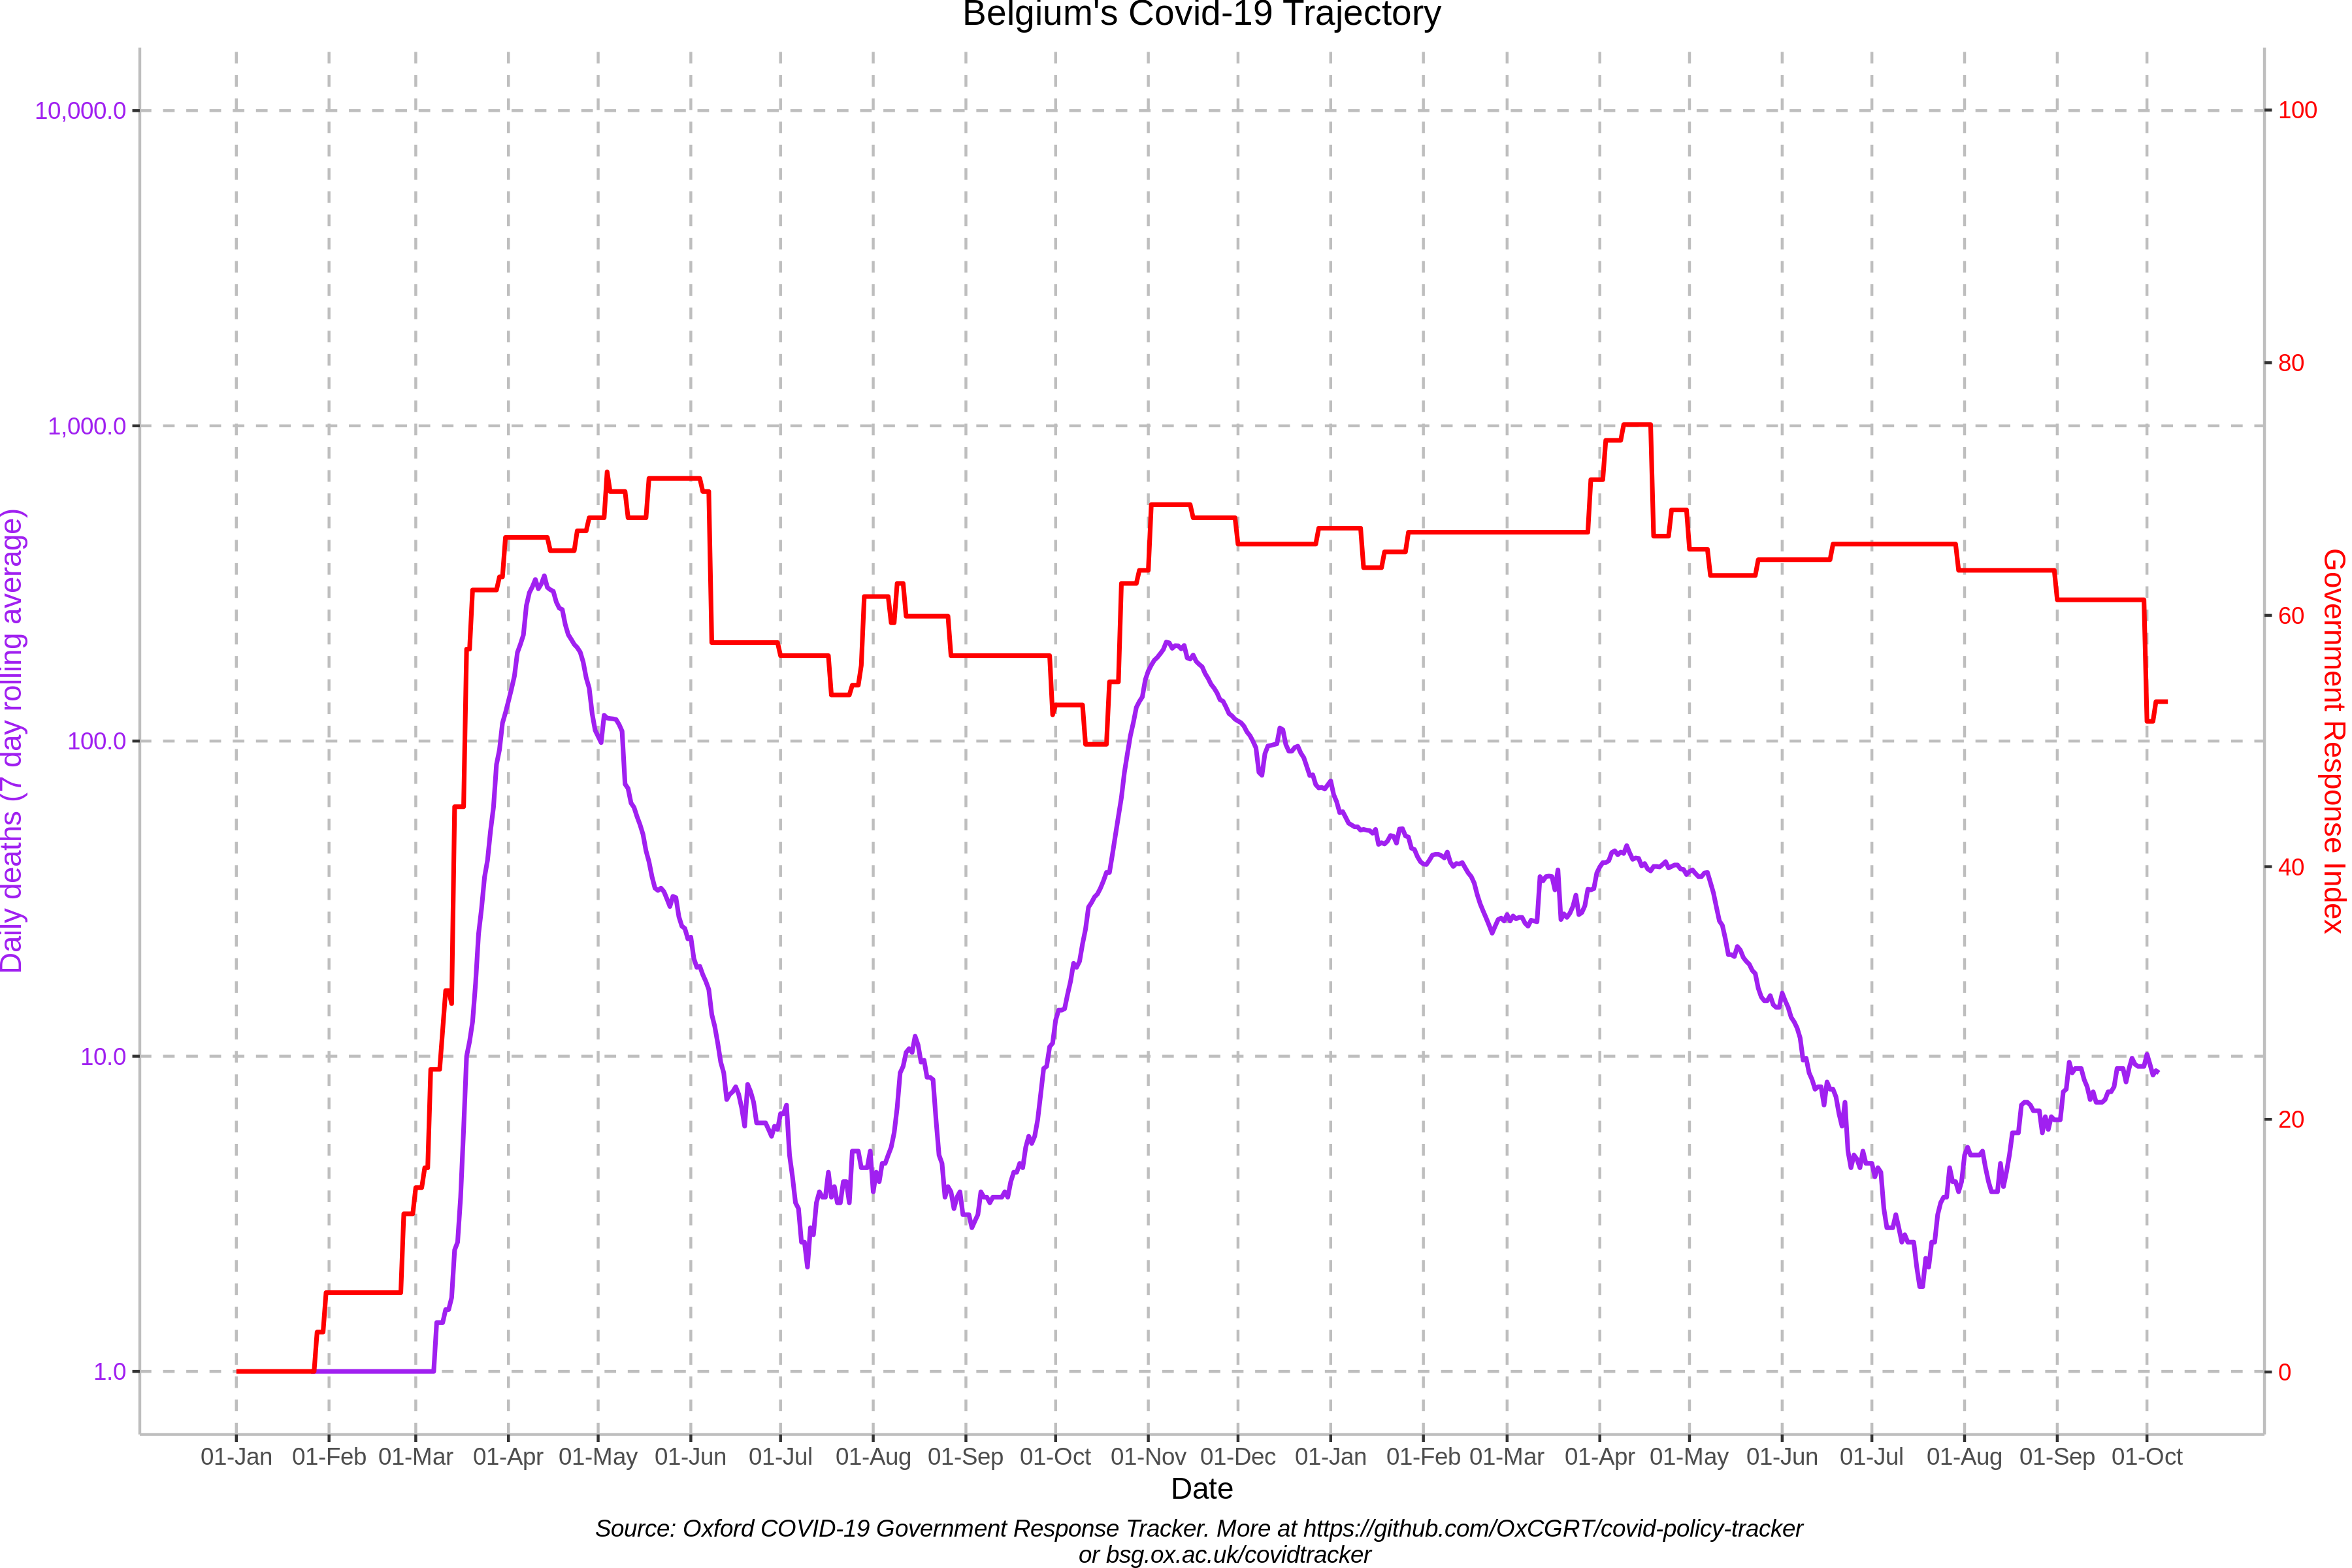 Belgium's Covid-19 Trajectory
10,000.0
1,000.0
100.0
10.0
1.0
Daily deaths (7 day rolling average)
100
80
60
40
20
0
Government Response Index
01-Jan 01-Feb 01-Mar 01-Apr 01-May 01-Jun 01-Jul 01-Aug 01-Sep 01-Oct 01-Nov 01-Dec 01-Jan 01-Feb 01-Mar 01-Apr 01-May 01-Jun 01-Jul 01-Aug 01-Sep 01-Oct
Date
Source: Oxford COVID-19 Government Response Tracker. More at https://github.com/OxCGRT/covid-policy-tracker
or bsg.ox.ac.uk/covidtracker